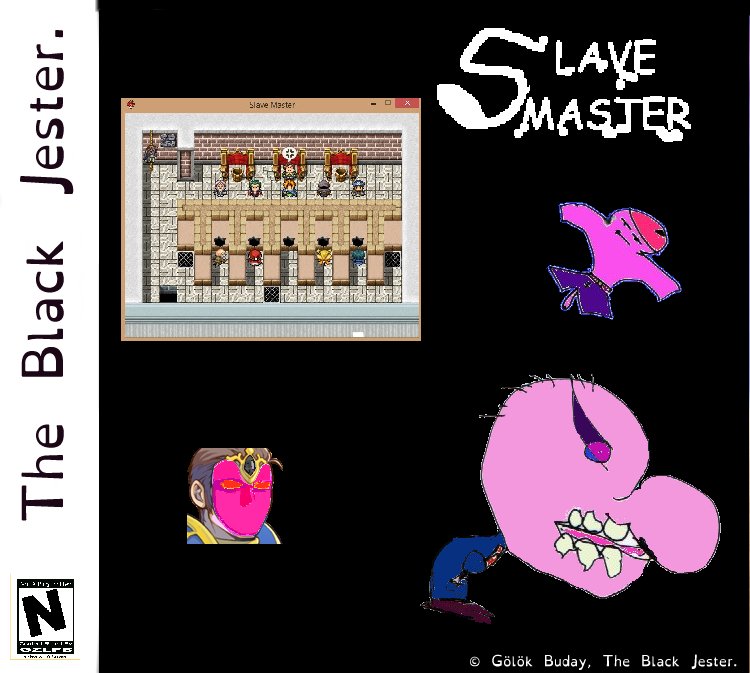 The Black Jester.
SLAVE
MASTER
Slave Master
N
© Gölök Buday, The Black Jester.